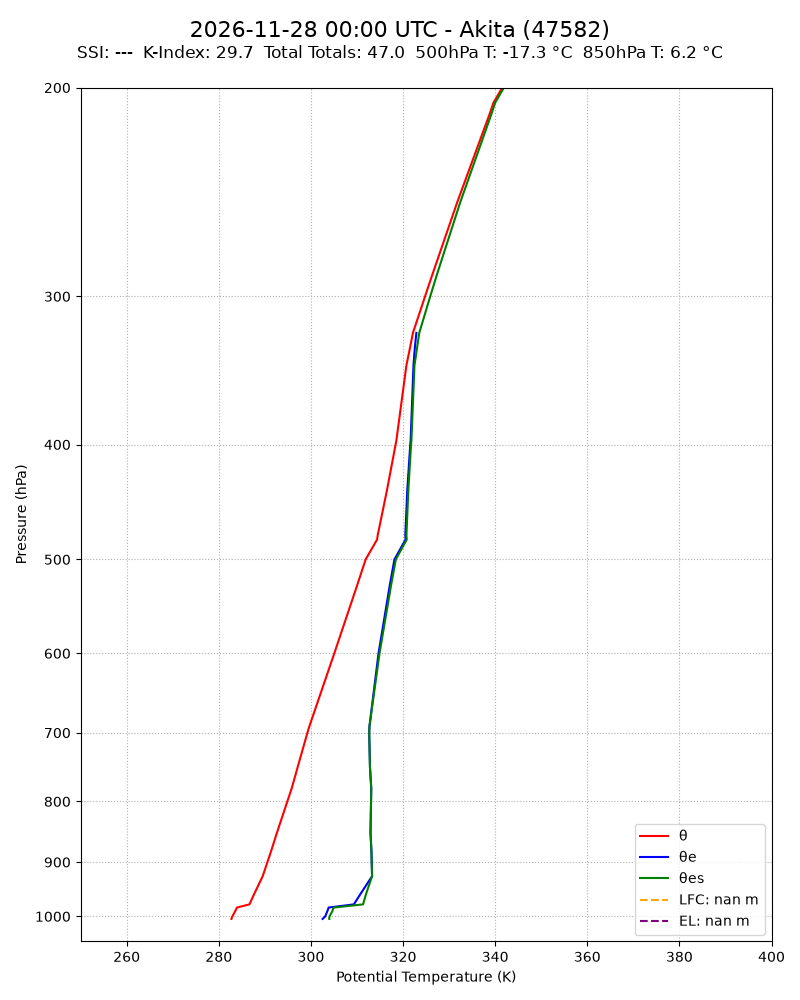 2026-11-28 00:00 UTC - Akita (47582)
SSI: --- K-Index: 29.7 Total Totals: 47.0 500hPa T: -17.3 °C 850hPa T: 6.2 °C
200
300
400
500
600
700
800
900
1000
Pressure (hPa)
θ
θe
θes
LFC: nan m
EL: nan m
260 280 300 320 340 360 380 400
Potential Temperature (K)